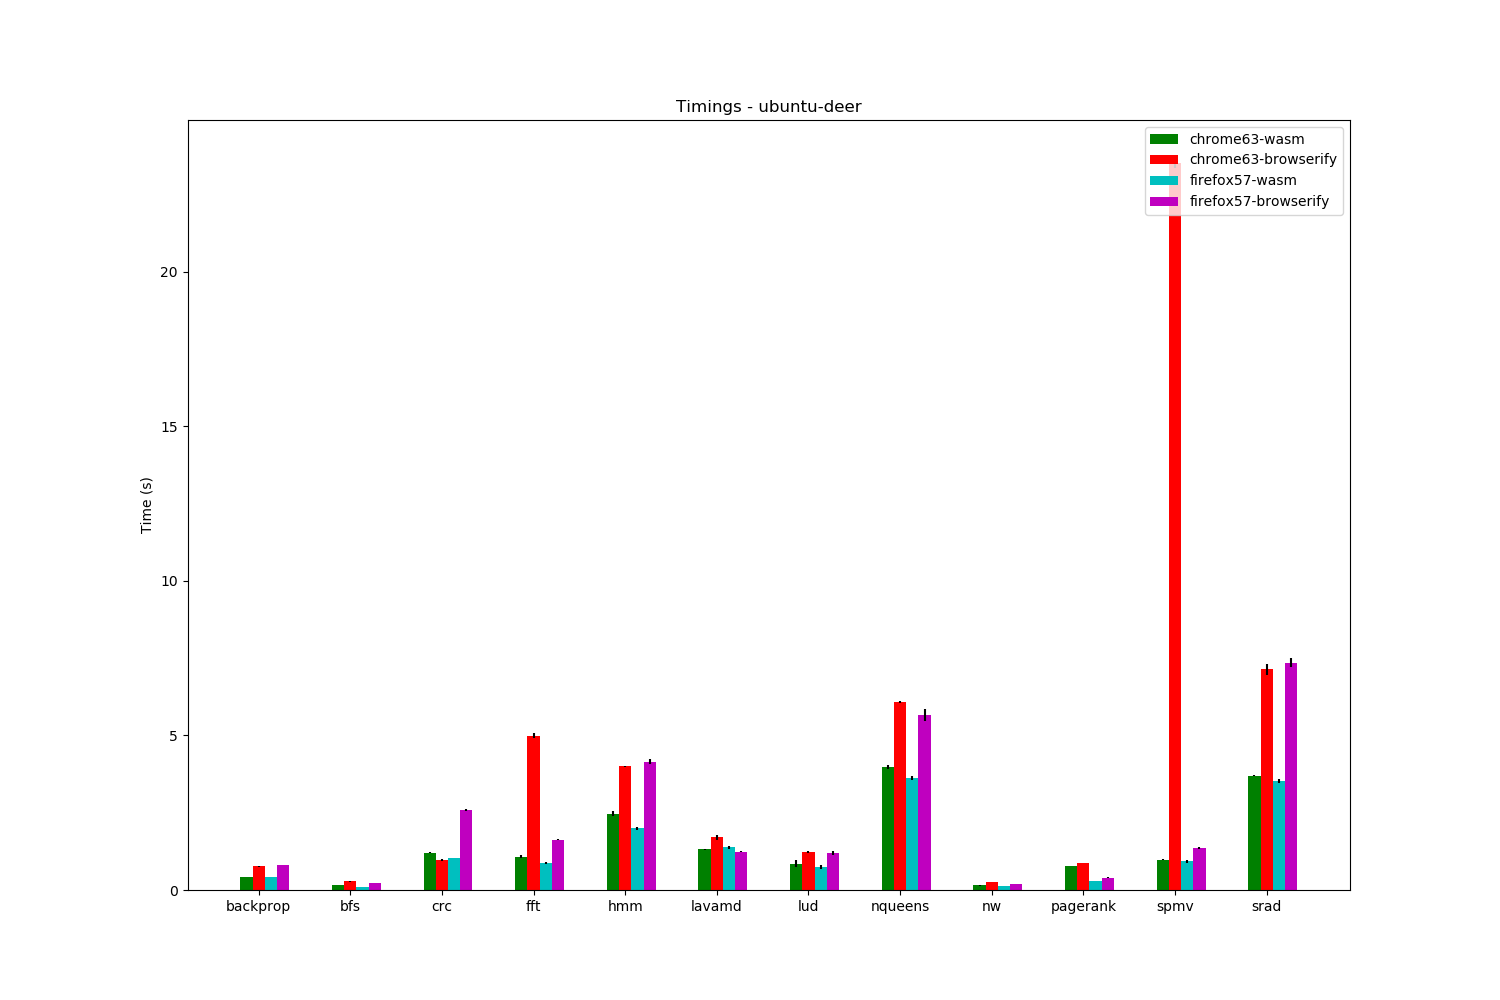 Timings - ubuntu-deer
chrome63-wasm
chrome63-browserify
firefox57-wasm
firefox57-browserify
20
15
10
5
0
Time (s)
backprop bfs crc fft hmm lavamd lud nqueens nw pagerank spmv srad